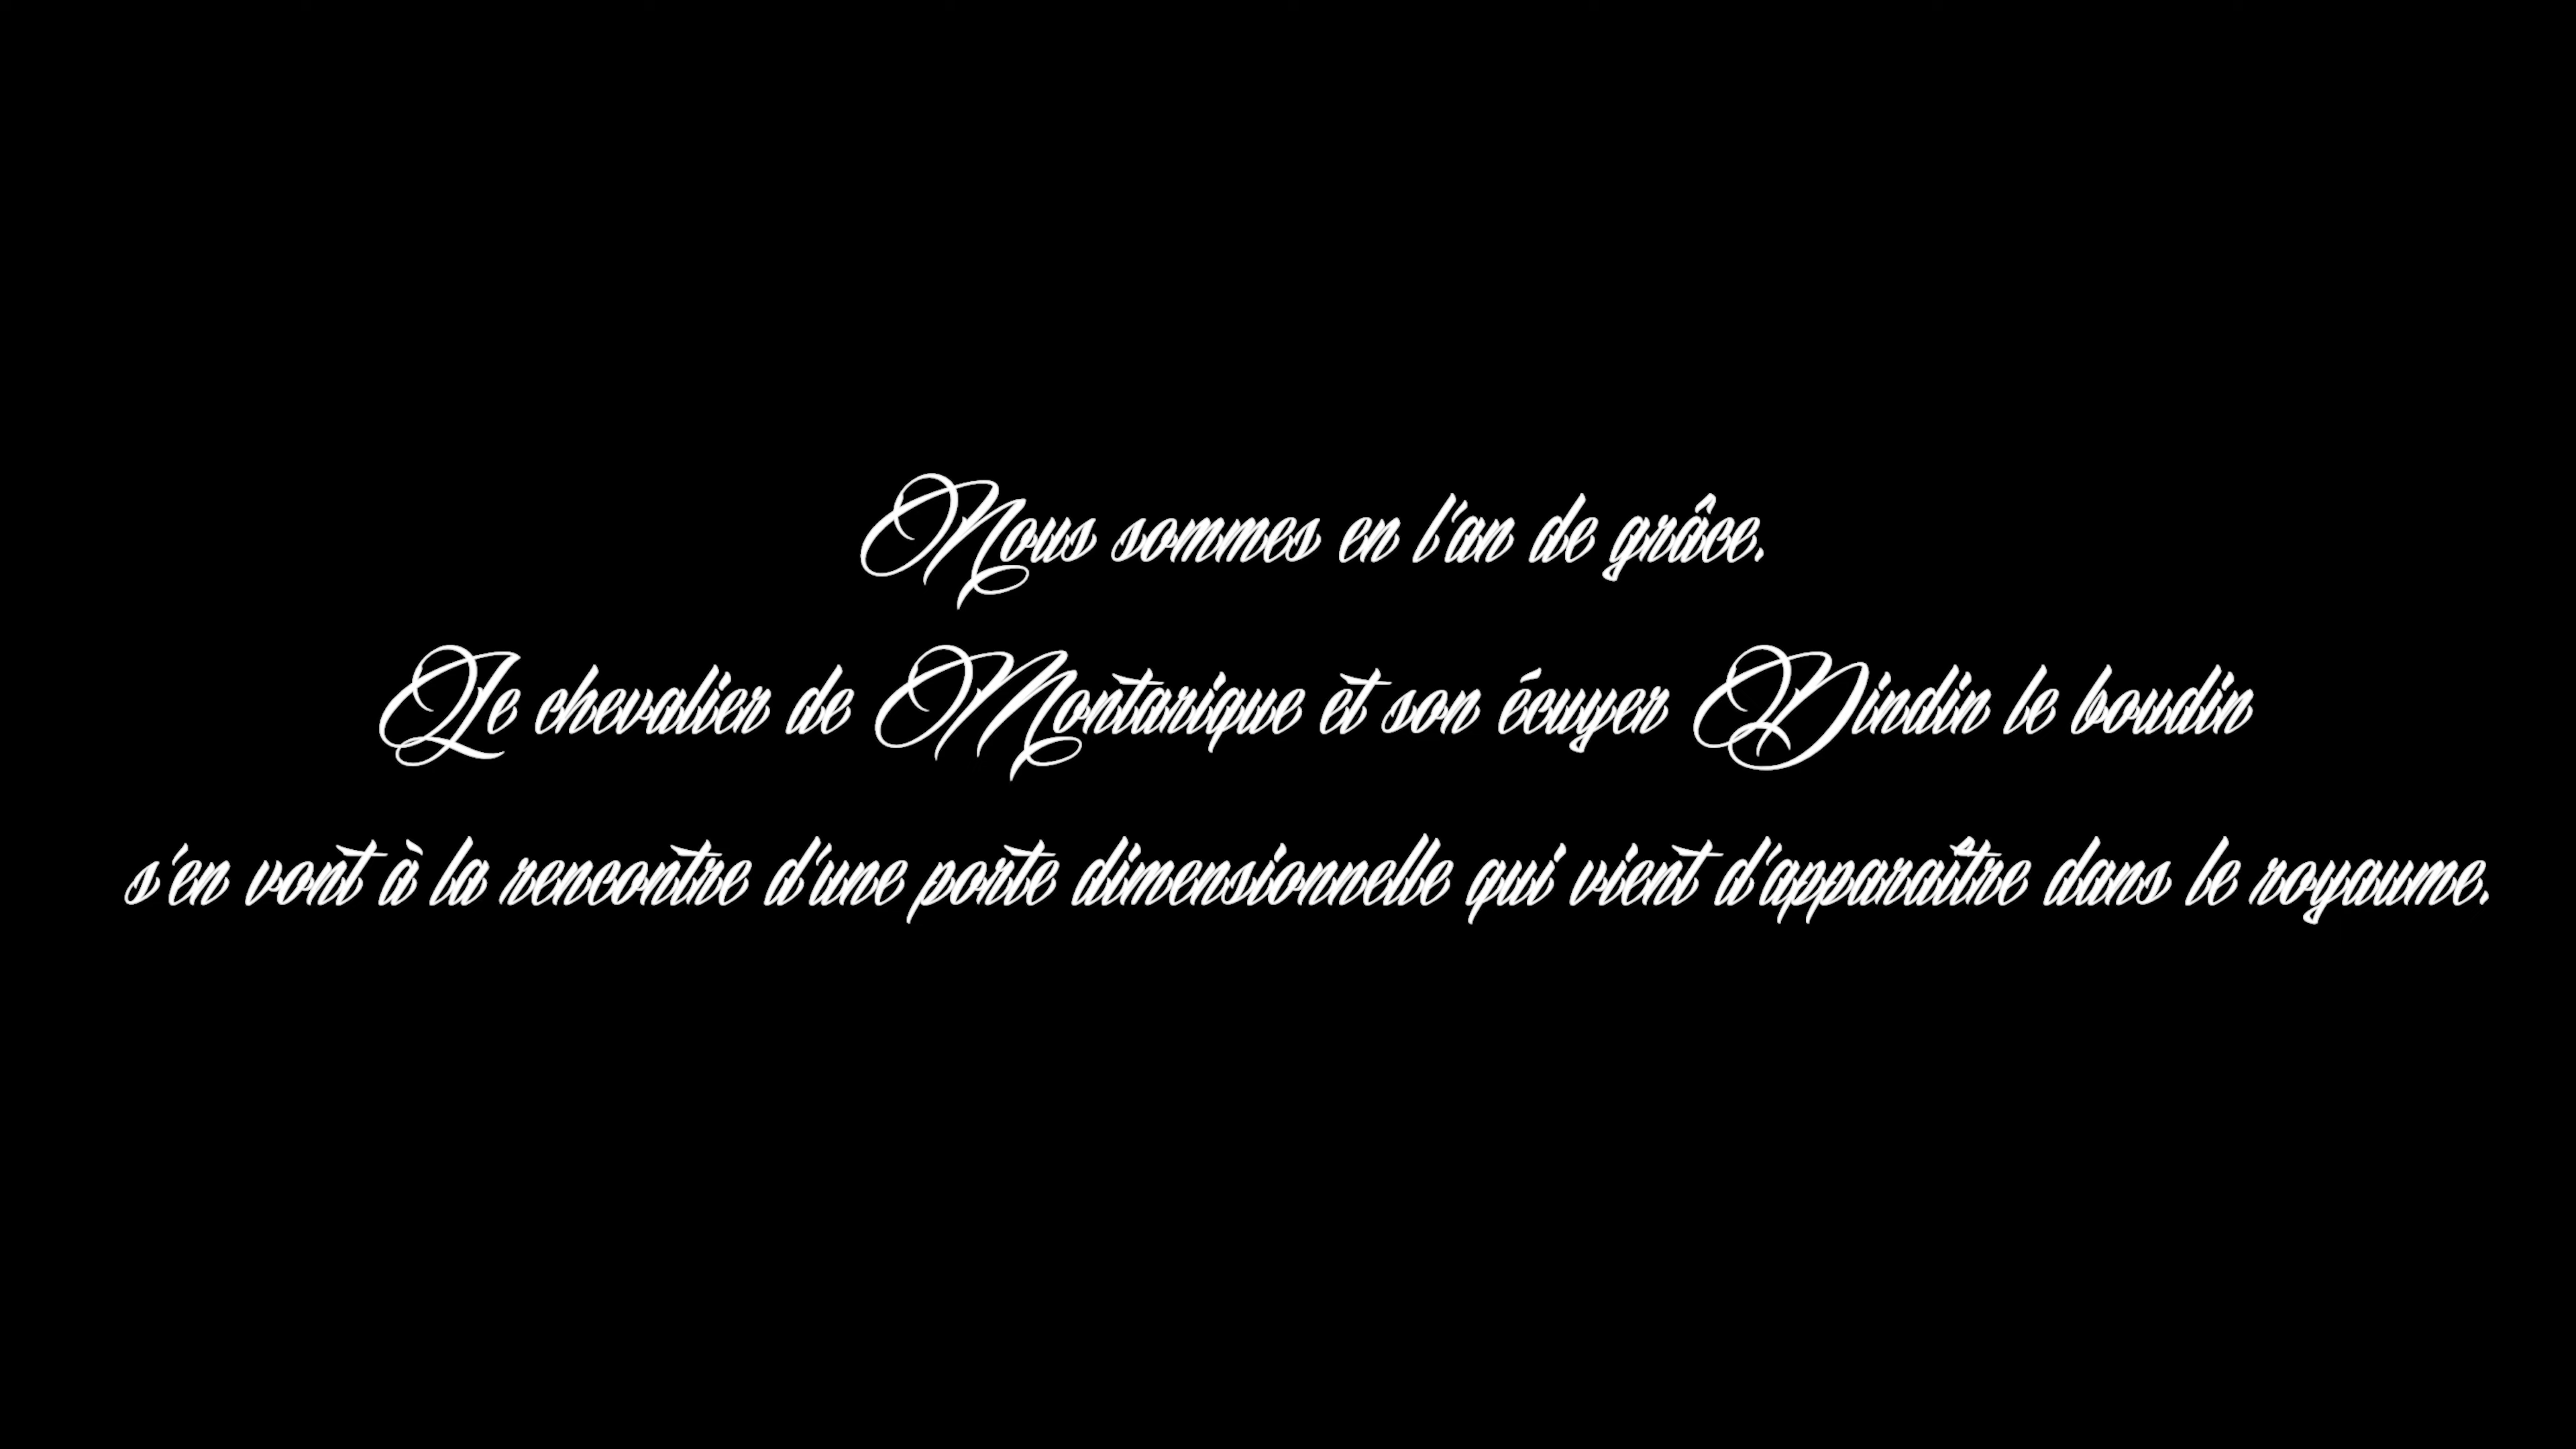 Nous sommes en l'an de grâce.
Le chevalier de Montarique et son écuyer Dindin le boudin
s'en vont à la rencontre d'une porte dimensionnelle qui vient d'apparaître dans le royaume.